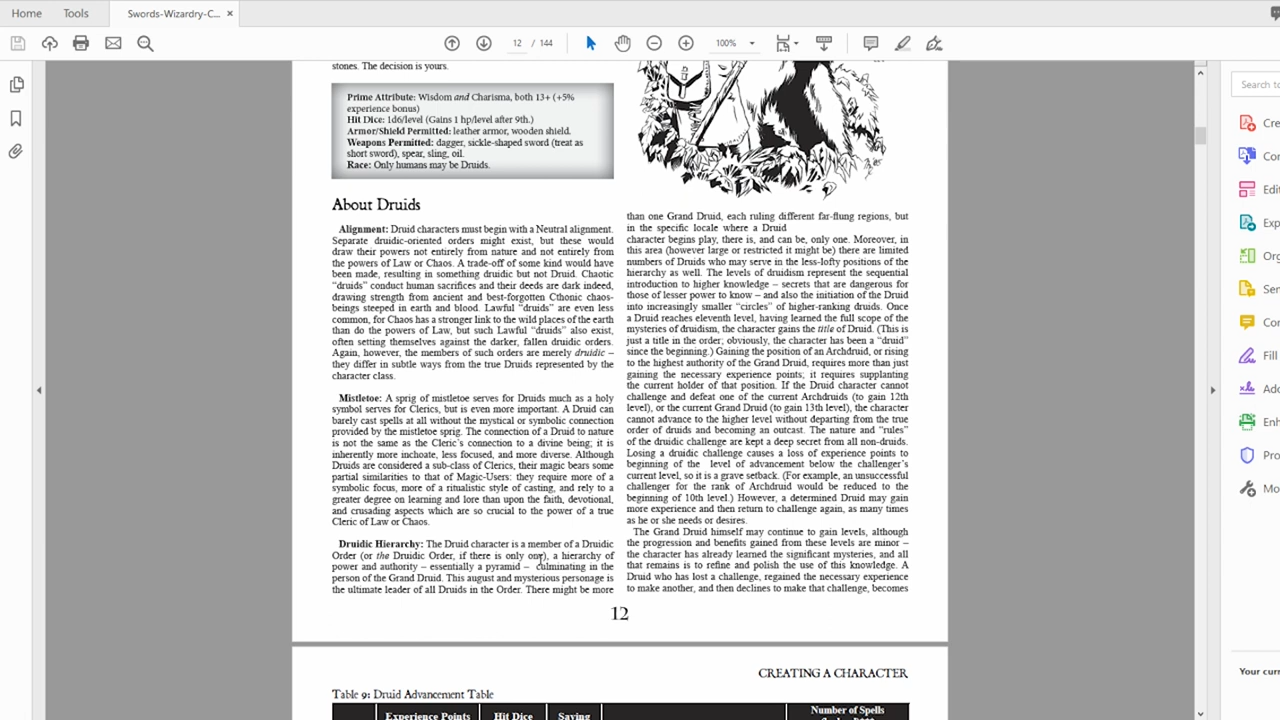 Home
Tools
Swords-Wizardry-C...
12 / 144
100%
stones. The decision is yours.
Prime Attribute: Wisdom and Charisma, both 13+ (+5%
experience bonus)
Hit Dice: 1d6/level (Gains 1 hp/level after 9th.)
Armor/Shield Permitted: leather armor, wooden shield.
Weapons Permitted: dagger, sickle-shaped sword (treat as
short sword), spear, sling, oil.
Race: Only humans may be Druids.
About Druids
Alignment: Druid characters must begin with a Neutral alignment.
Separate druidic-oriented orders might exist, but these would
draw their powers not entirely from nature and not entirely from
the powers of Law or Chaos. A trade-off of some kind would have
been made, resulting in something druidic but not Druid. Chaotic
“druids” conduct human sacrifices and their deeds are dark indeed,
drawing strength from ancient and best-forgotten Cthonic chaos-
beings steeped in earth and blood. Lawful “druids” are even less
common, for Chaos has a stronger link to the wild places of the earth
than do the powers of Law, but such Lawful “druids” also exist,
often setting themselves against the darker, fallen druidic orders.
Again, however, the members of such orders are merely druidic –
they differ in subtle ways from the true Druids represented by the
character class.
Mistletoe: A sprig of mistletoe serves for Druids much as a holy
symbol serves for Clerics, but is even more important. A Druid can
barely cast spells at all without the mystical or symbolic connection
provided by the mistletoe sprig. The connection of a Druid to nature
is not the same as the Cleric’s connection to a divine being; it is
inherently more inchoate, less focused, and more diverse. Although
Druids are considered a sub-class of Clerics, their magic bears some
partial similarities to that of Magic-Users: they require more of a
symbolic focus, more of a ritualistic style of casting, and rely to a
greater degree on learning and lore than upon the faith, devotional,
and crusading aspects which are so crucial to the power of a true
Cleric of Law or Chaos.
Druidic Hierarchy: The Druid character is a member of a Druidic
Order (or the Druidic Order, if there is only one), a hierarchy of
power and authority – essentially a pyramid – culminating in the
person of the Grand Druid. This august and mysterious personage is
the ultimate leader of all Druids in the Order. There might be more
than one Grand Druid, each ruling different far-flung regions, but
in the specific locale where a Druid
character begins play, there is, and can be, only one. Moreover, in
this area (however large or restricted it might be) there are limited
numbers of Druids who may serve in the less-lofty positions of the
hierarchy as well. The levels of druidism represent the sequential
introduction to higher knowledge – secrets that are dangerous for
those of lesser power to know – and also the initiation of the Druid
into increasingly smaller “circles” of higher-ranking druids. Once
a Druid reaches eleventh level, having learned the full scope of the
mysteries of druidism, the character gains the title of Druid. (This is
just a title in the order; obviously, the character has been a “druid”
since the beginning.) Gaining the position of an Archdruid, or rising
to the highest authority of the Grand Druid, requires more than just
gaining the necessary experience points; it requires supplanting
the current holder of that position. If the Druid character cannot
challenge and defeat one of the current Archdruids (to gain 12th
level), or the current Grand Druid (to gain 13th level), the character
cannot advance to the higher level without departing from the true
order of druids and becoming an outcast. The nature and “rules”
of the druidic challenge are kept a deep secret from all non-druids.
Losing a druidic challenge causes a loss of experience points to
beginning of the level of advancement below the challenger’s
current level, so it is a grave setback. (For example, an unsuccessful
challenger for the rank of Archdruid would be reduced to the
beginning of 10th level.) However, a determined Druid may gain
more experience and then return to challenge again, as many times
as he or she needs or desires.
The Grand Druid himself may continue to gain levels, although
the progression and benefits gained from these levels are minor –
the character has already learned the significant mysteries, and all
that remains is to refine and polish the use of this knowledge. A
Druid who has lost a challenge, regained the necessary experience
to make another, and then declines to make that challenge, becomes
12
CREATING A CHARACTER
Table 9: Druid Advancement Table
Experience Points
Hit Dice
Saving
Number of Spells
Search to
Cre
Con
Edit
Exp
Org
Sen
Con
Fill
Add
Enh
Pro
Mo
Your curr